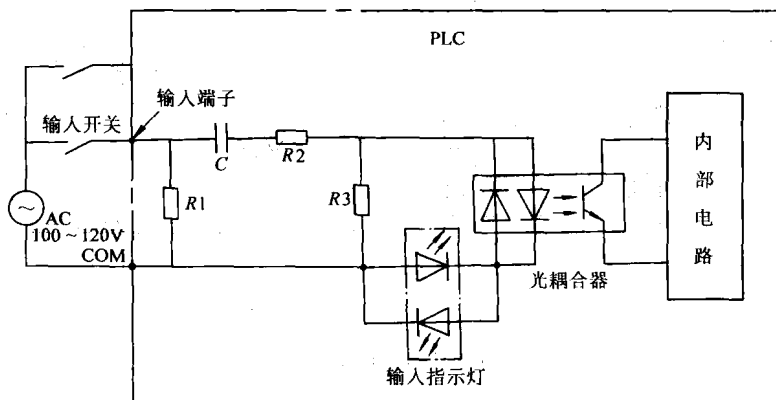 PLC
输入端子
输入开关
C
R2
R1
R3
AC
100～120V
COM
内部电路
光耦合器
输入指示灯